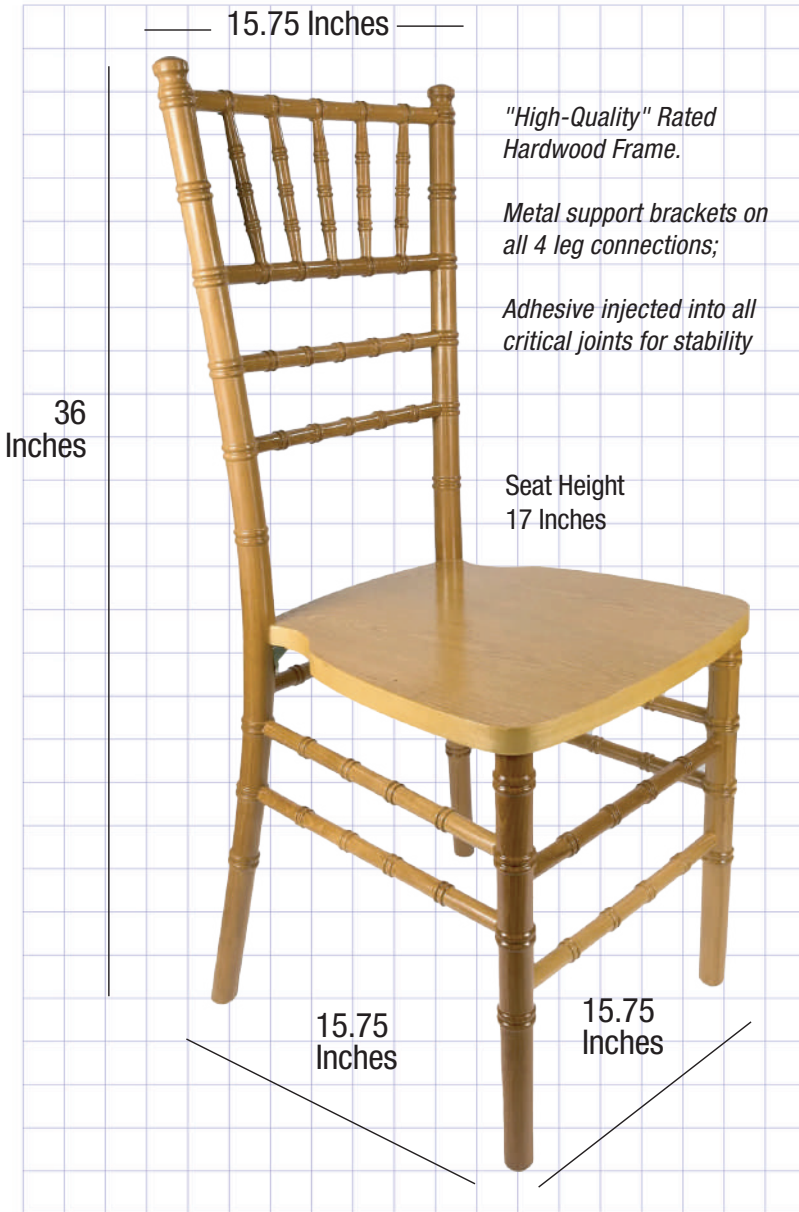 15.75 Inches
"High-Quality" Rated
Hardwood Frame.
Metal support brackets on
all 4 leg connections;
Adhesive injected into all
critical joints for stability
36
Inches
Seat Height
17 Inches
15.75
Inches
15.75
Inches